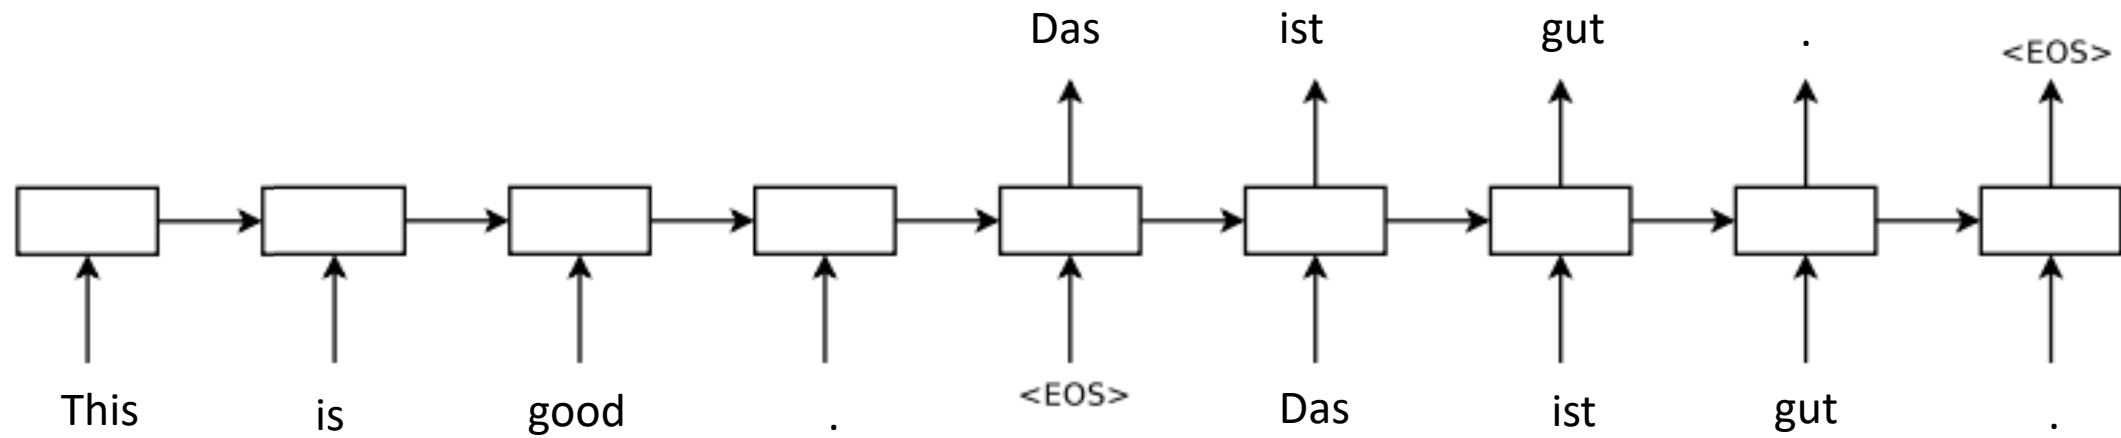 Das ist gut . <EOS>
This is good . <EOS> Das ist gut .